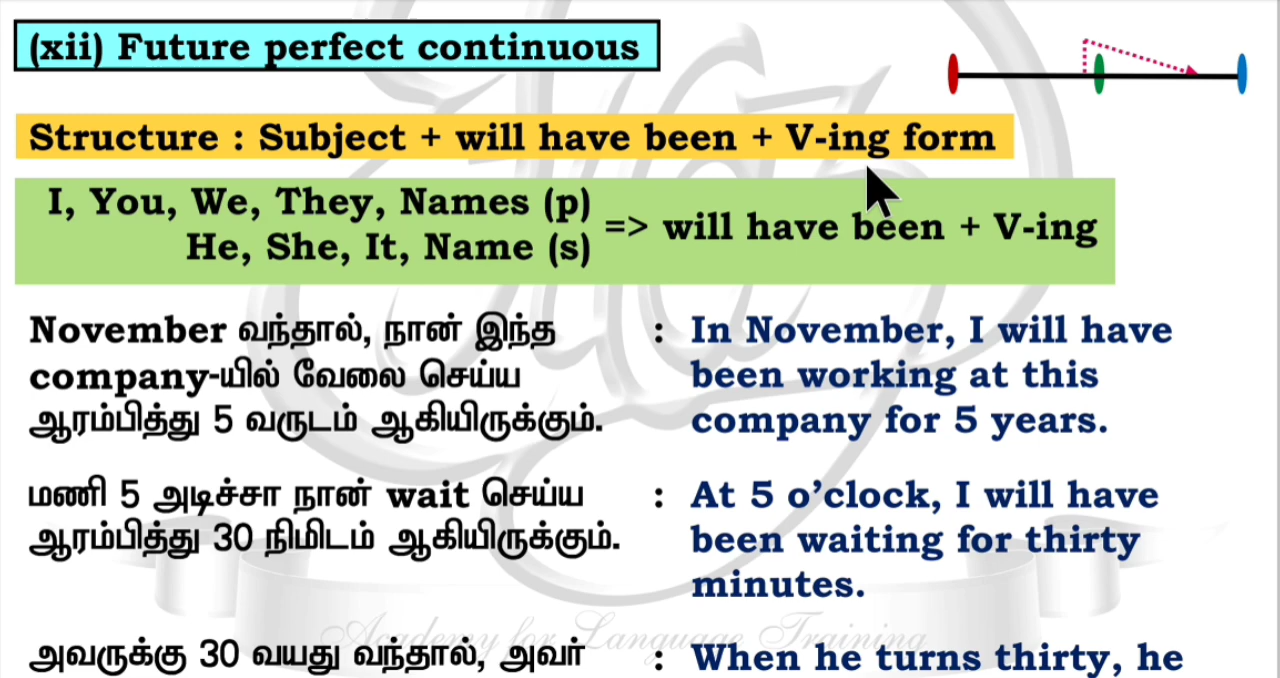 (xii) Future perfect continuous
Structure : Subject + will have been + V-ing form
I, You, We, They, Names (p)
He, She, It, Name (s)
=> will have been + V-ing
November வந்தால், நான் இந்த
company-யில் வேலை செய்ய
ஆரம்பித்து 5 வருடம் ஆகியிருக்கும்.
: In November, I will have
been working at this
company for 5 years.
மணி 5 அடிச்சா நான் wait செய்ய
ஆரம்பித்து 30 நிமிடம் ஆகியிருக்கும்.
: At 5 o’clock, I will have
been waiting for thirty
minutes.
Academy for Language Training
அவருக்கு 30 வயது வந்தால், அவர்
: When he turns thirty, he